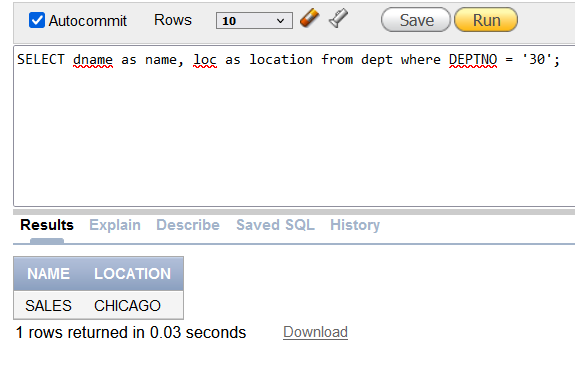 Autocommit Rows 10 Save Run
SELECT dname as name, loc as location from dept where DEPTNO = '30';
Results Explain Describe Saved SQL History
NAME LOCATION
SALES CHICAGO
1 rows returned in 0.03 seconds Download